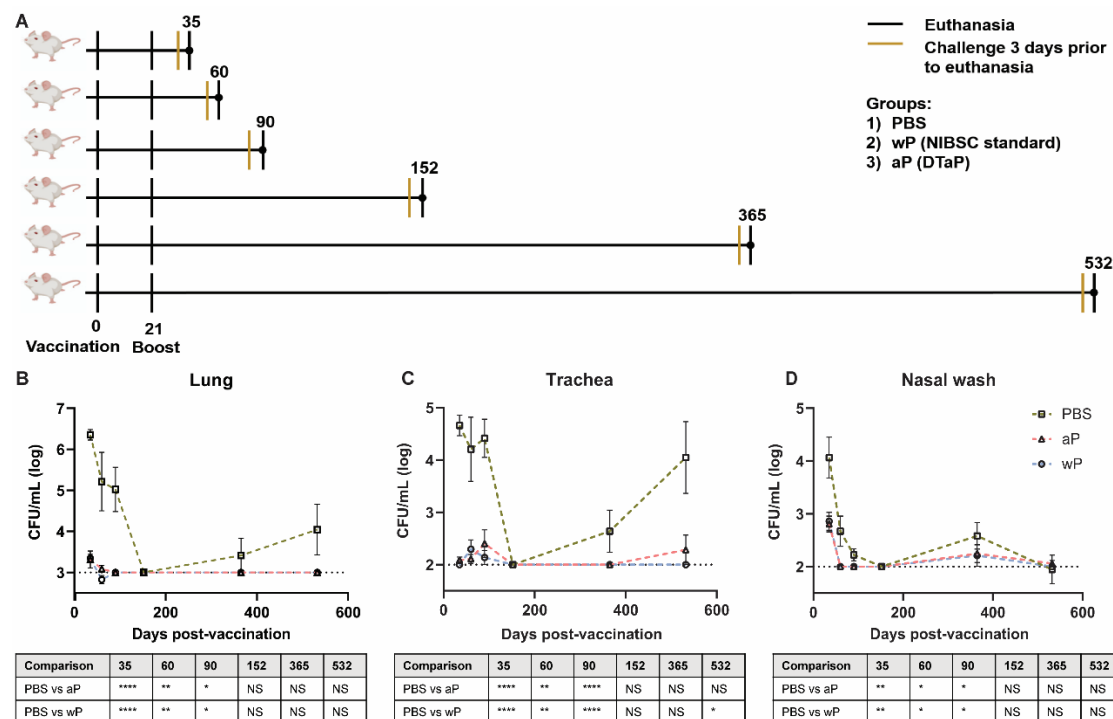 A
35
60
90
152
365
532
Euthanasia
Challenge 3 days prior
to euthanasia
Groups:
1) PBS
2) wP (NIBSC standard)
3) aP (DTaP)
0 21
Vaccination Boost
B Lung
CFU/mL (log)
7
6
5
4
3
0 200 400 600
Days post-vaccination
Comparison 35 60 90 152 365 532
PBS vs aP **** ** * NS NS NS
PBS vs wP **** ** * NS NS NS
C Trachea
CFU/mL (log)
5
4
3
2
0 200 400 600
Days post-vaccination
Comparison 35 60 90 152 365 532
PBS vs aP **** ** **** NS NS NS
PBS vs wP **** ** **** NS NS *
D Nasal wash
CFU/mL (log)
5
4
3
2
0 200 400 600
Days post-vaccination
PBS
aP
wP
Comparison 35 60 90 152 365 532
PBS vs aP ** * * NS NS NS
PBS vs wP ** * * NS NS NS